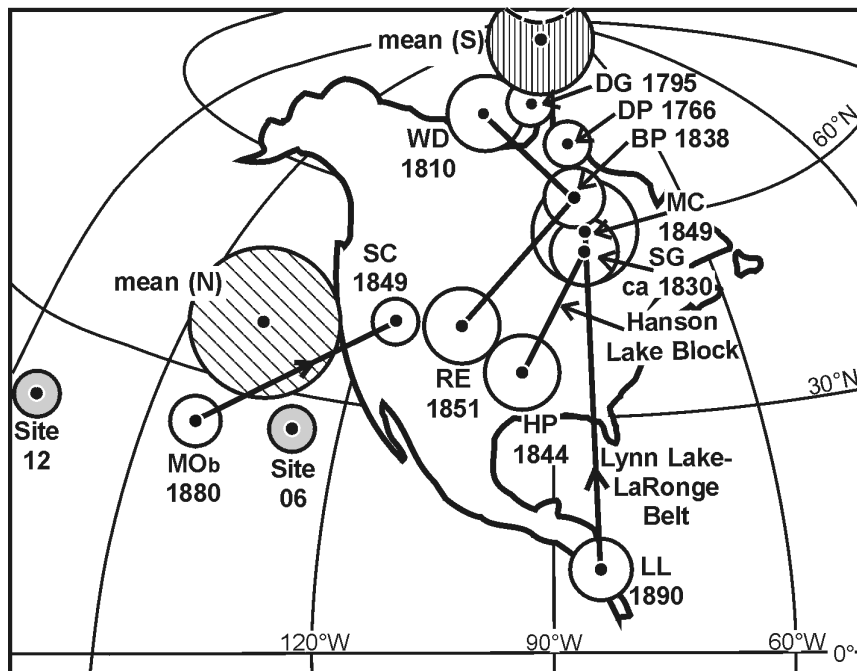 mean (S)
DG 1795
DP 1766
BP 1838
60°N
WD
1810
MC
1849
SC
1849
SG
ca 1830
mean (N)
Hanson
Lake Block
RE
1851
30°N
HP
1844
Site
12
MOb
1880
Site
06
Lynn Lake-
LaRonge
Belt
LL
1890
120°W
90°W
60°W
0°